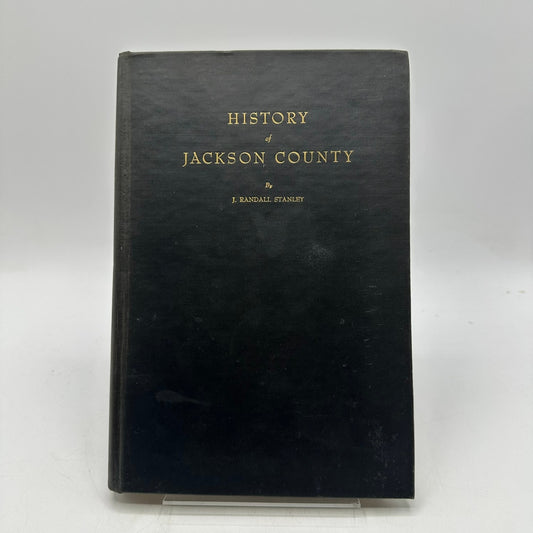 HISTORY
of
JACKSON COUNTY
By
J. RANDALL STANLEY